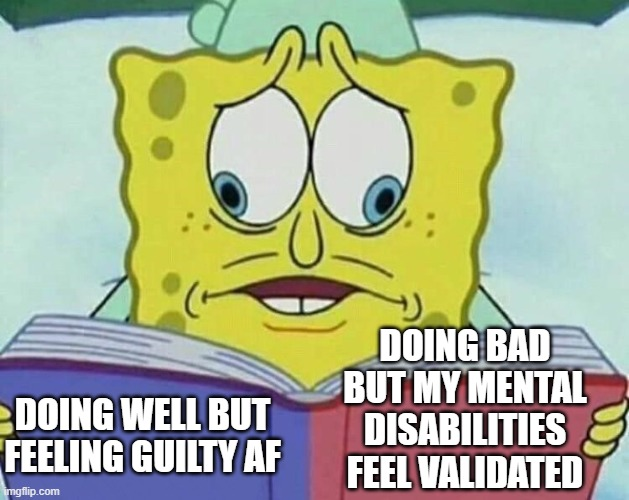 DOING WELL BUT
FEELING GUILTY AF
DOING BAD
BUT MY MENTAL
DISABILITIES
FEEL VALIDATED
imgflip.com